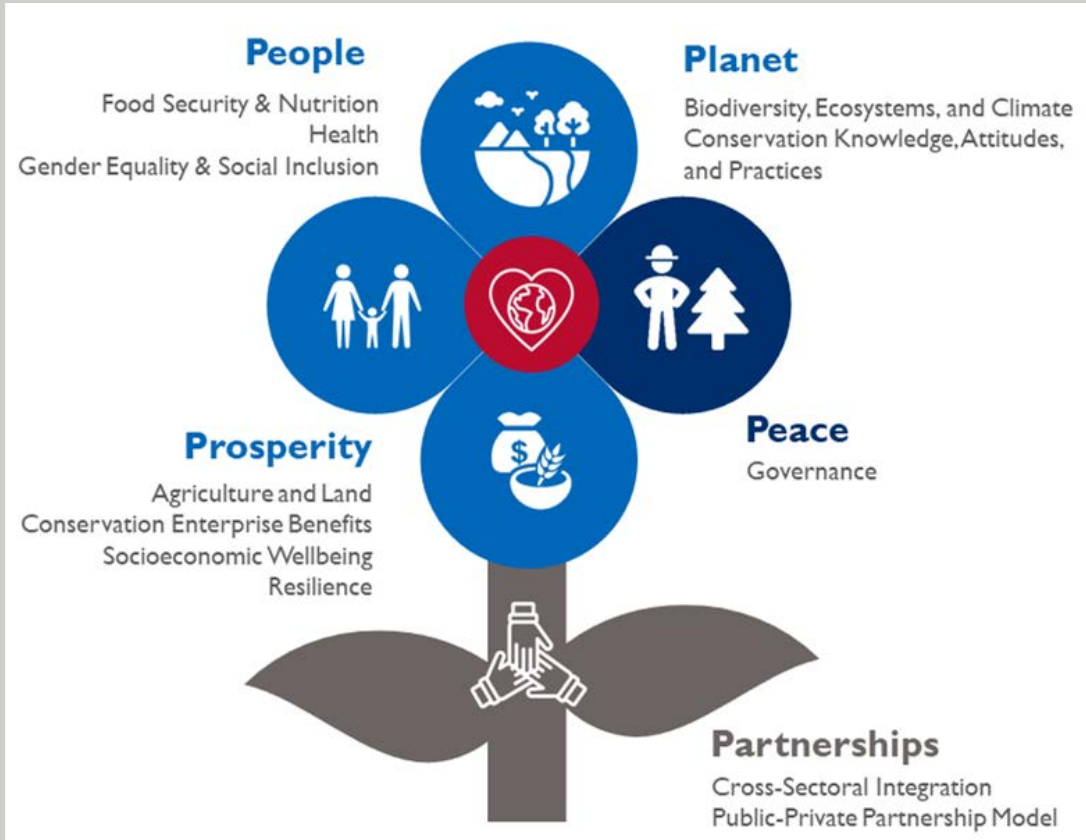 People
Food Security & Nutrition
Health
Gender Equality & Social Inclusion
Planet
Biodiversity, Ecosystems, and Climate
Conservation Knowledge, Attitudes,
and Practices
Prosperity
Agriculture and Land
Conservation Enterprise Benefits
Socioeconomic Wellbeing
Resilience
$
Peace
Governance
Partnerships
Cross-Sectoral Integration
Public-Private Partnership Model